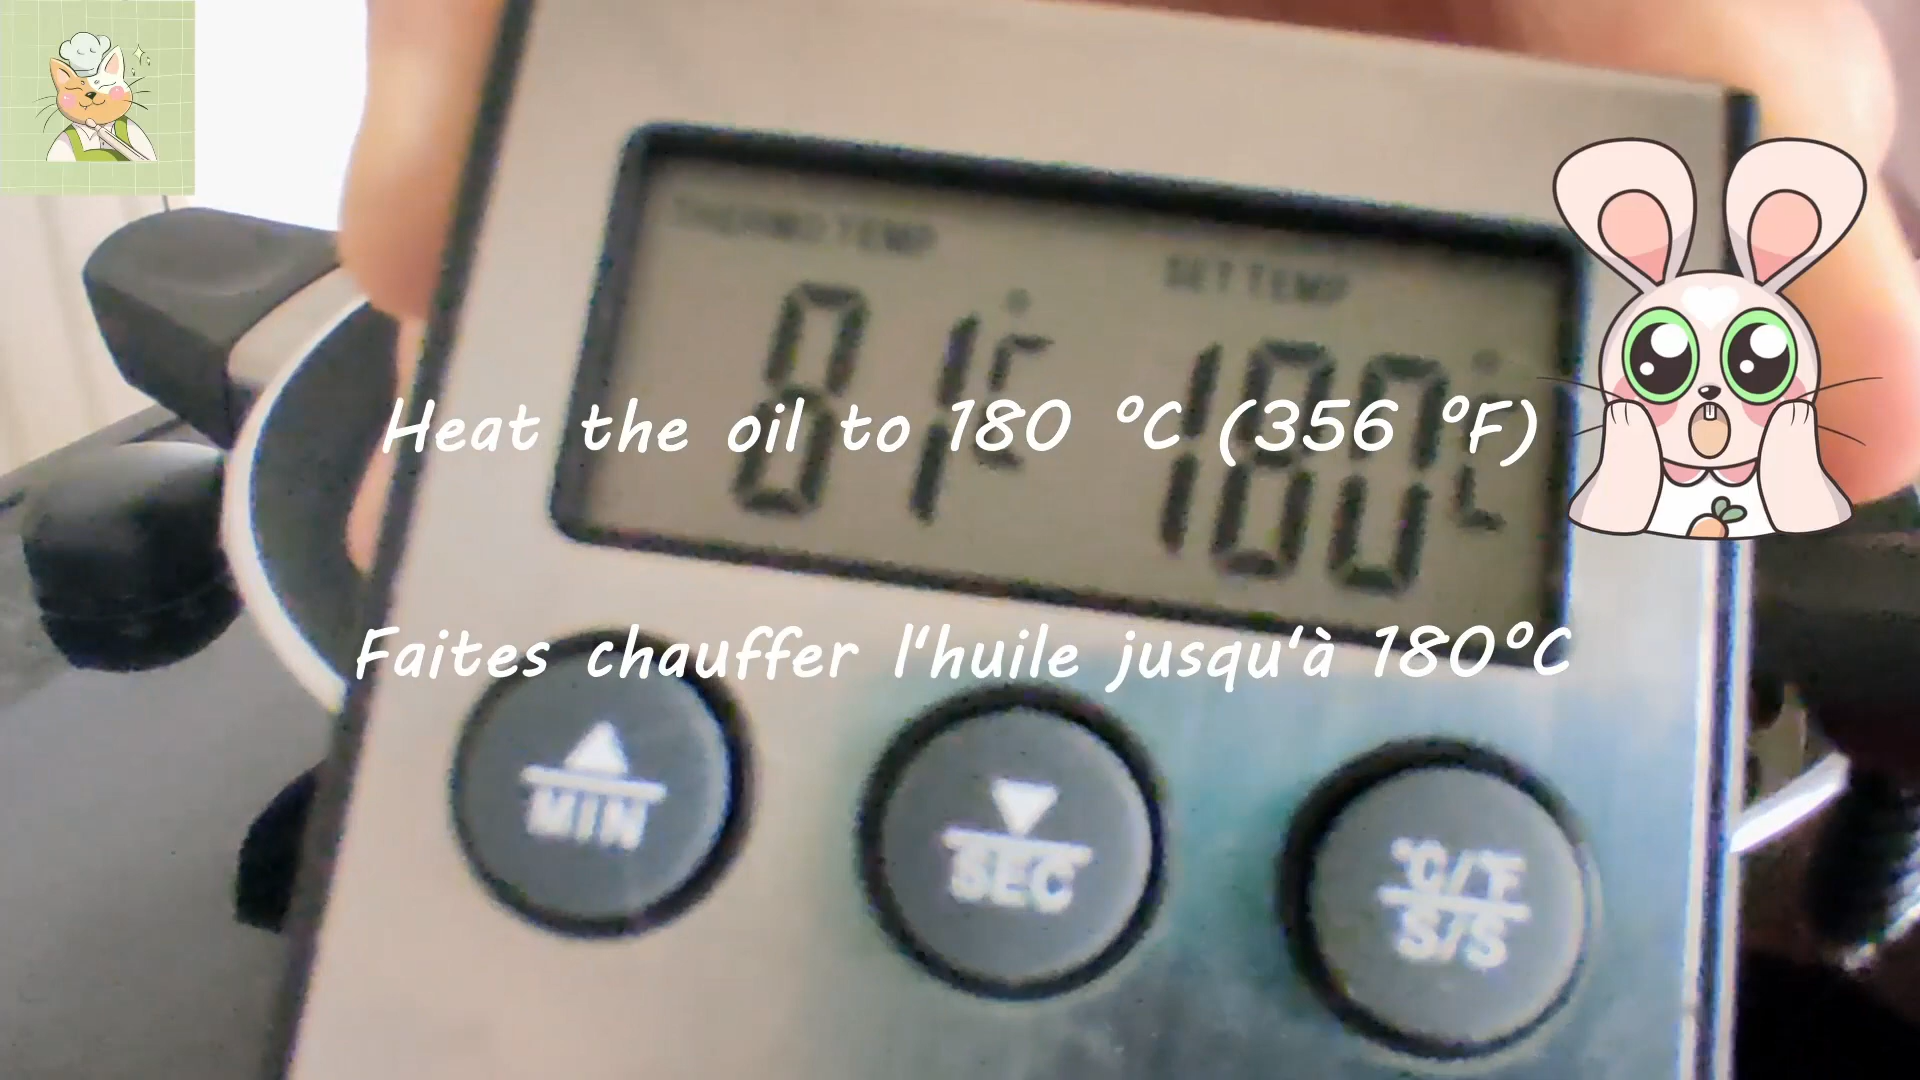 THERMO TEMP
SET TEMP
81°C 180°C
Heat the oil to 180 °C (356 °F)
Faites chauffer l'huile jusqu'à 180°C
MIN
SEC
°C/°F
S/S